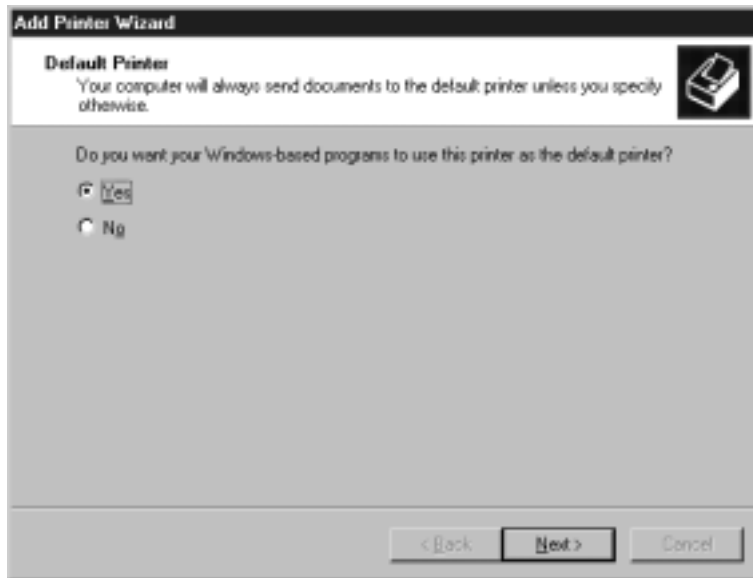 Add Printer Wizard
Default Printer
Your computer will always send documents to the default printer unless you specify
otherwise.
Do you want your Windows-based programs to use this printer as the default printer?
Yes
No
< Back
Next >
Cancel